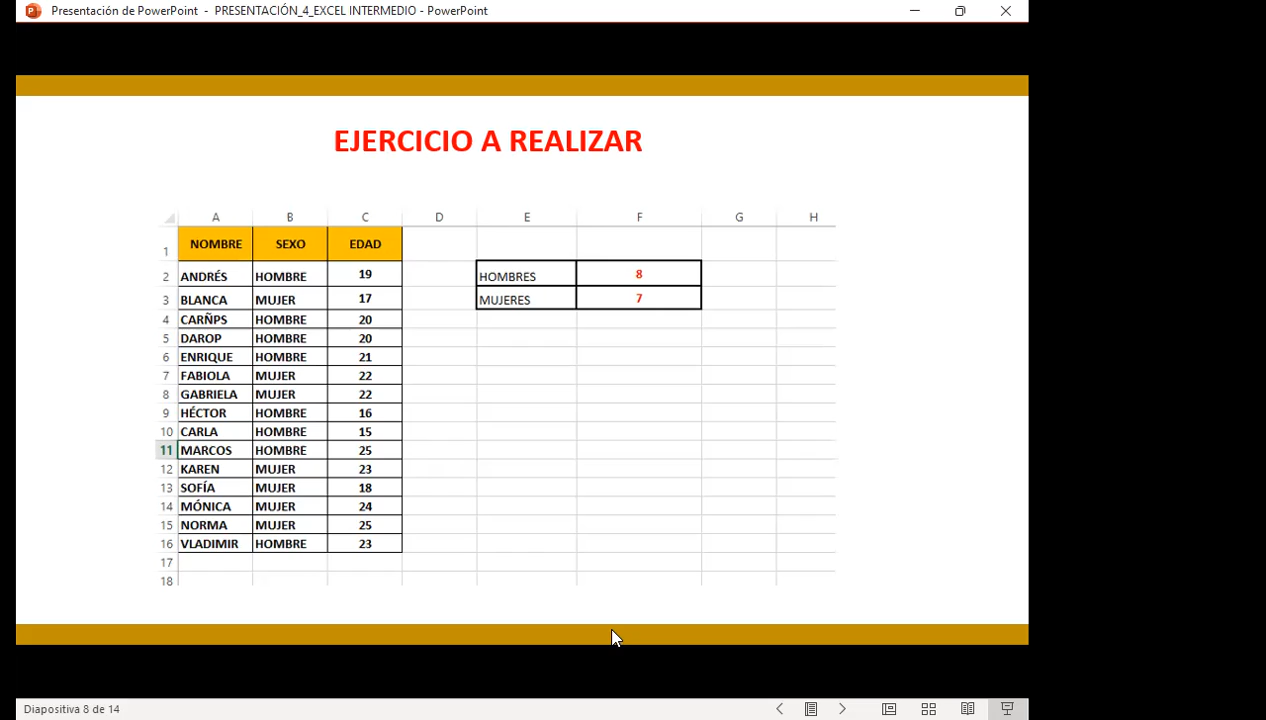 Presentación de PowerPoint - PRESENTACIÓN_4_EXCEL INTERMEDIO - PowerPoint
EJERCICIO A REALIZAR
A B C D E F G H
1 NOMBRE SEXO EDAD
2 ANDRÉS HOMBRE 19 HOMBRES 8
3 BLANCA MUJER 17 MUJERES 7
4 CARÑPS HOMBRE 20
5 DAROP HOMBRE 20
6 ENRIQUE HOMBRE 21
7 FABIOLA MUJER 22
8 GABRIELA MUJER 22
9 HÉCTOR HOMBRE 16
10 CARLA HOMBRE 15
11 MARCOS HOMBRE 25
12 KAREN MUJER 23
13 SOFÍA MUJER 18
14 MÓNICA MUJER 24
15 NORMA MUJER 25
16 VLADIMIR HOMBRE 23
17
18
Diapositiva 8 de 14